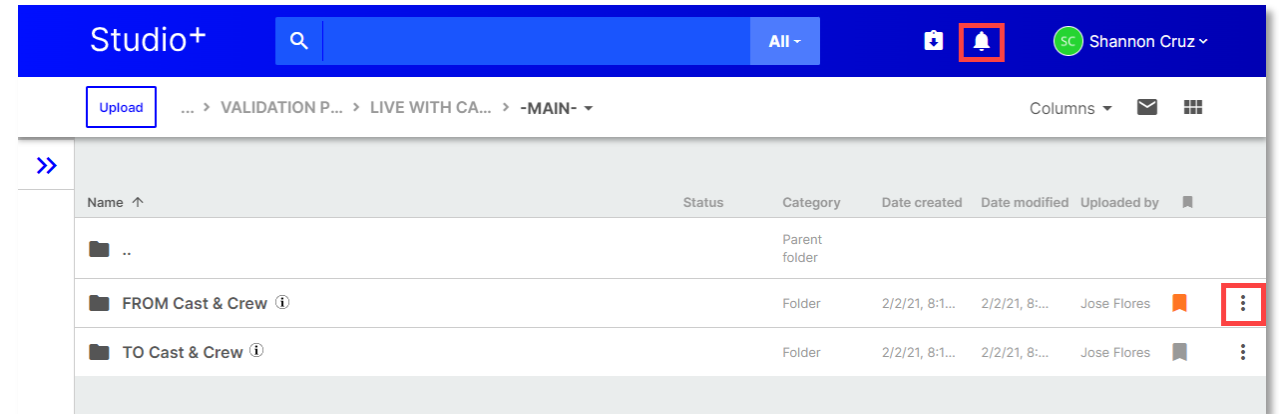 Studio+ All SC Shannon Cruz
Upload ... > VALIDATION P... > LIVE WITH CA... > -MAIN- Columns
Name ↑ Status Category Date created Date modified Uploaded by
.. Parent
folder
FROM Cast & Crew Folder 2/2/21, 8:1... 2/2/21, 8:... Jose Flores
TO Cast & Crew Folder 2/2/21, 8:1... 2/2/21, 8:... Jose Flores